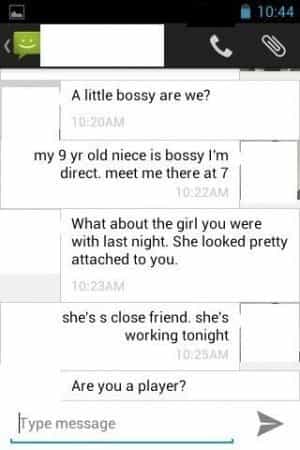 10:44
A little bossy are we?
10:20AM
my 9 yr old niece is bossy I'm
direct. meet me there at 7
10:22AM
What about the girl you were
with last night. She looked pretty
attached to you.
10:23AM
she's s close friend. she's
working tonight
10:25AM
Are you a player?
Type message